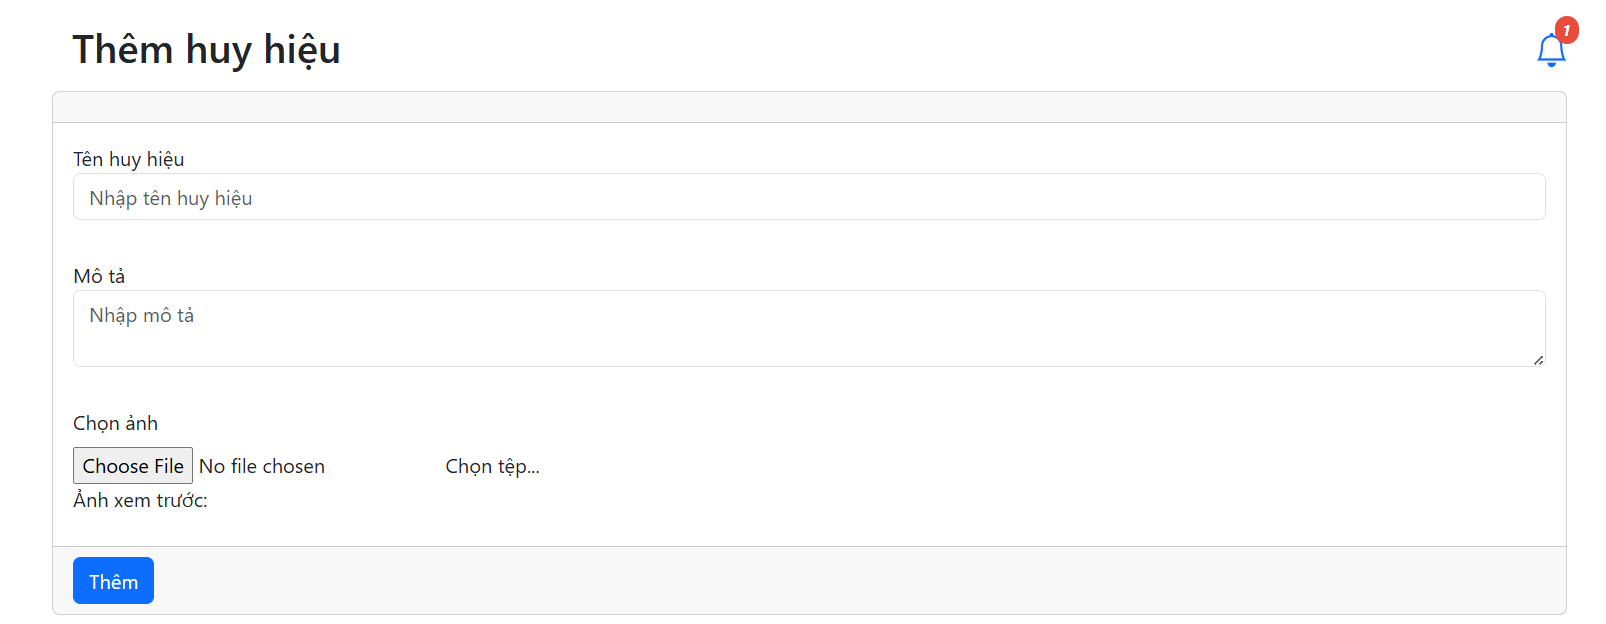 Thêm huy hiệu
1
Tên huy hiệu
Nhập tên huy hiệu
Mô tả
Nhập mô tả
Chọn ảnh
Choose File No file chosen Chọn tệp...
Ảnh xem trước:
Thêm